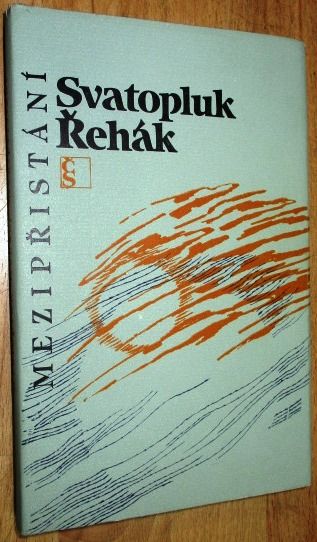 Svatopluk
Řehák
ČS
MEZIPŘISTÁNÍ